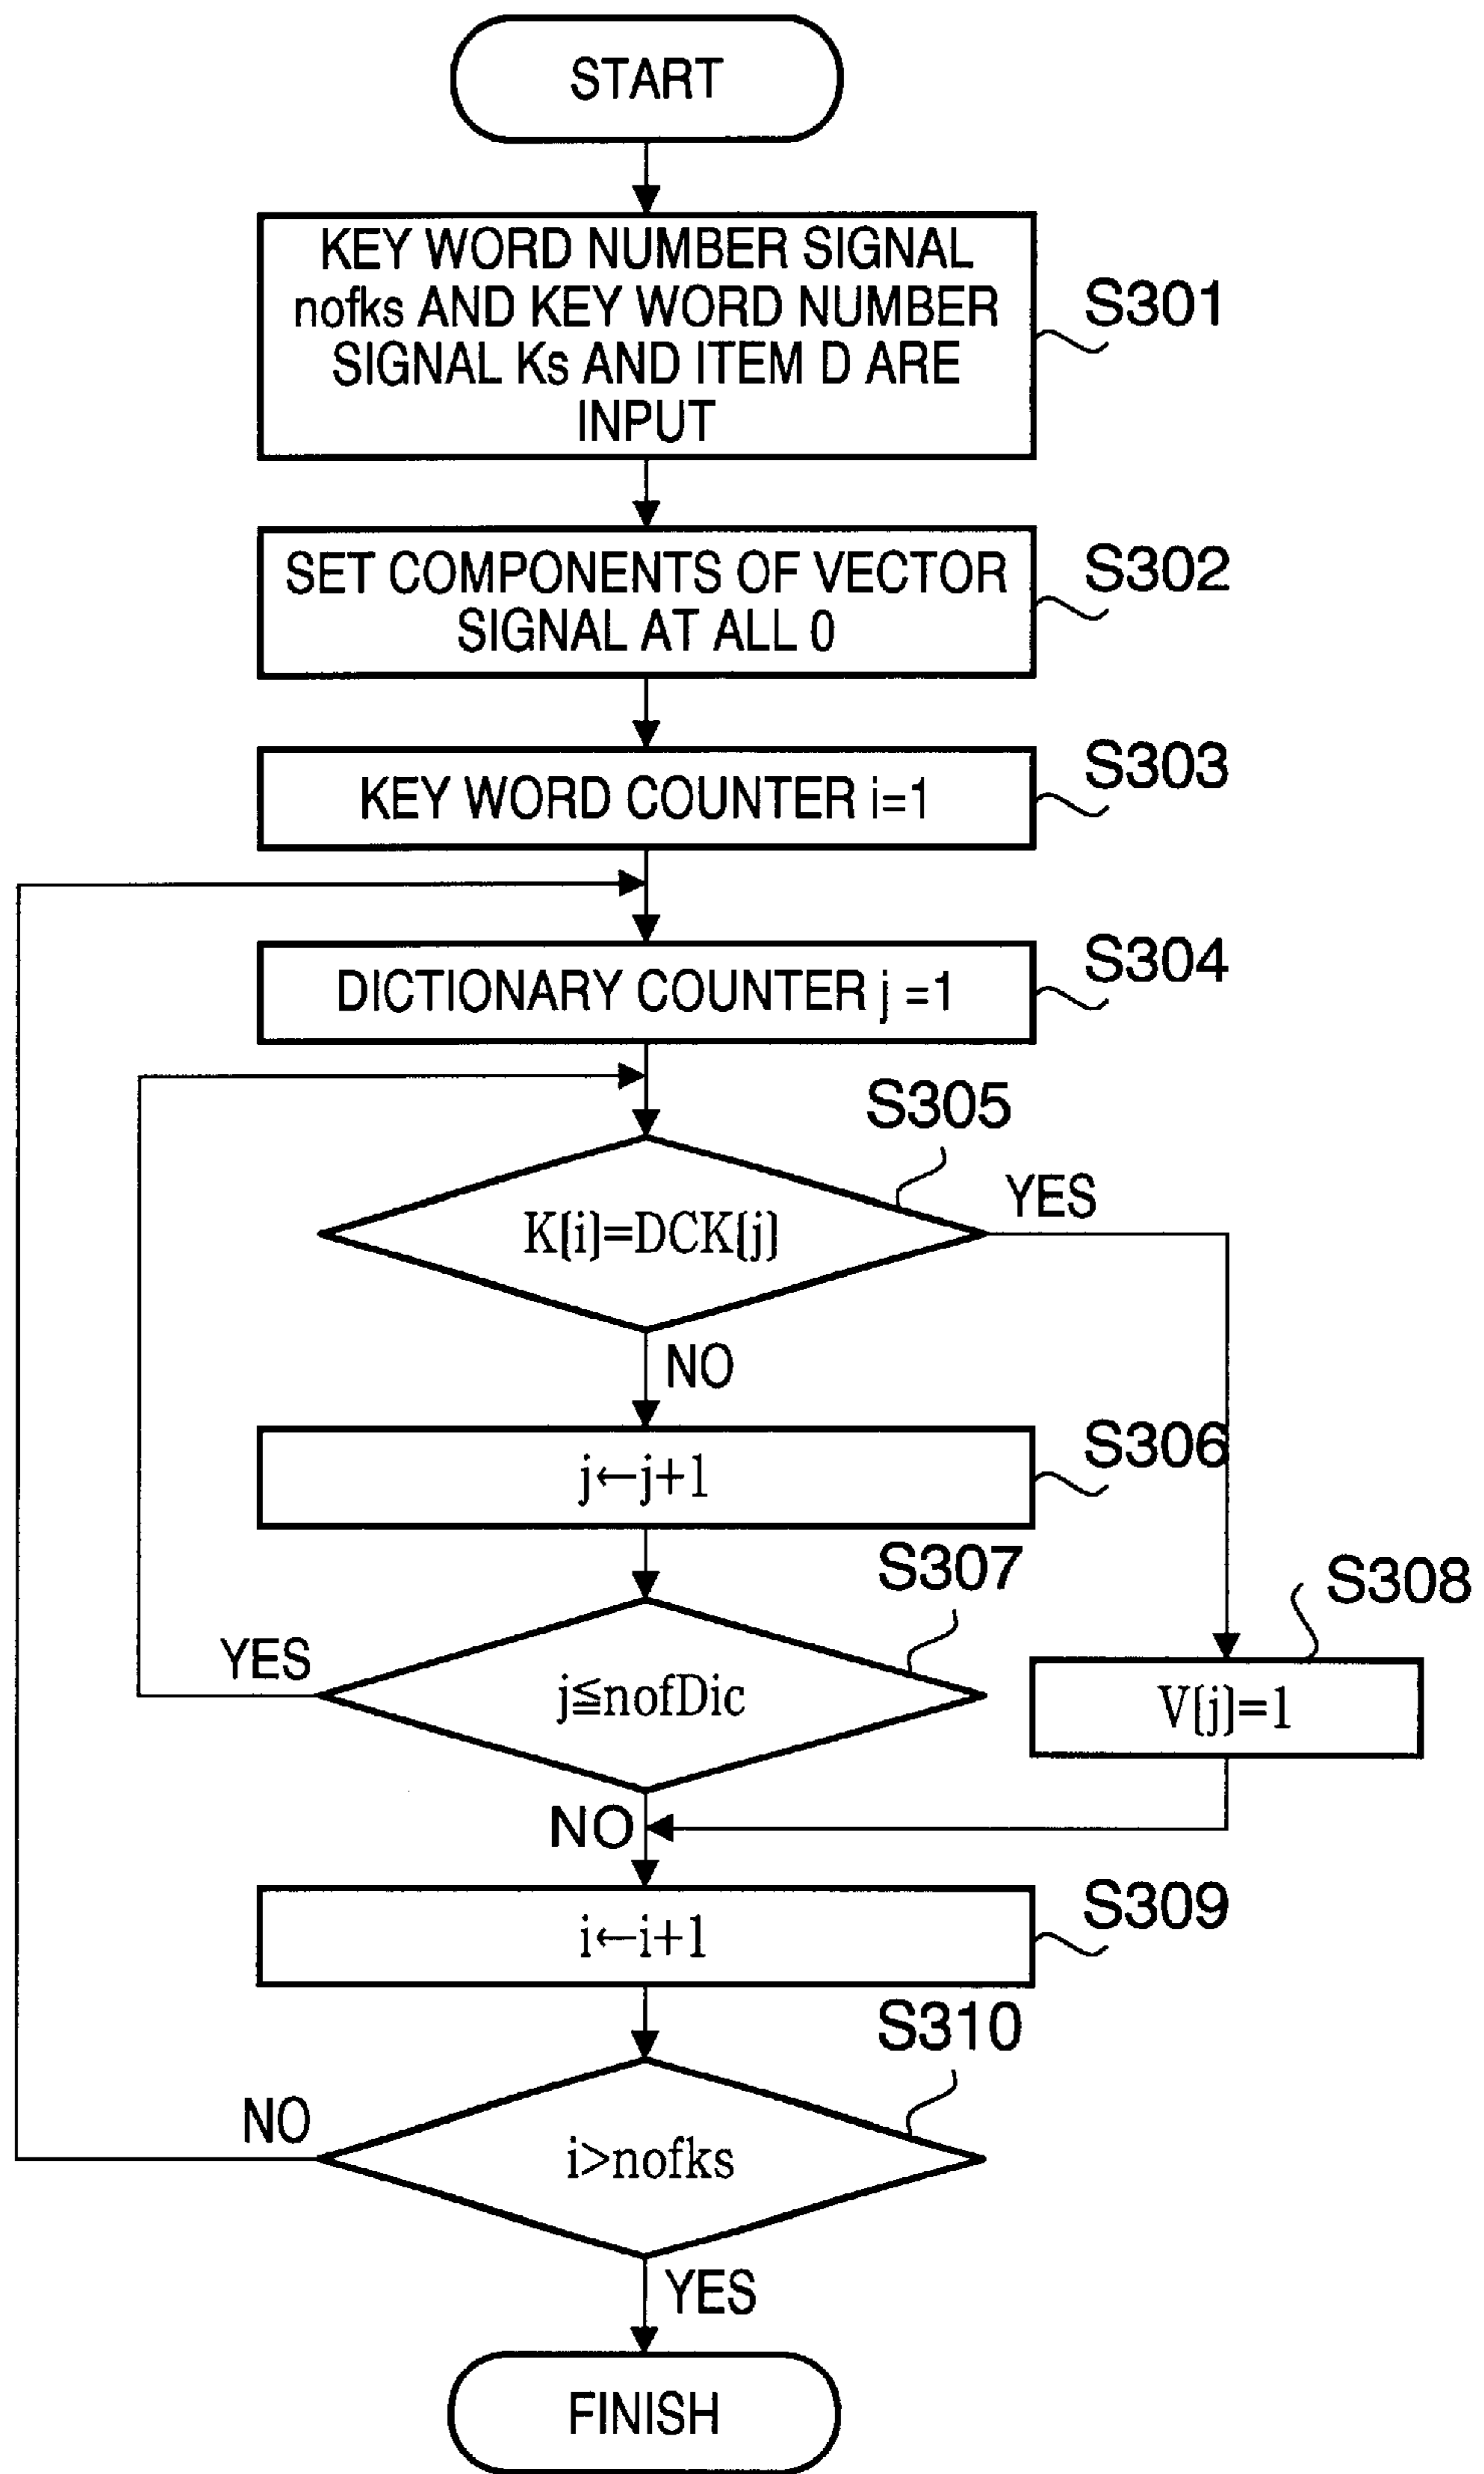 START
KEY WORD NUMBER SIGNAL
nofks AND KEY WORD NUMBER
SIGNAL Ks AND ITEM D ARE
INPUT
S301
SET COMPONENTS OF VECTOR
SIGNAL AT ALL 0
S302
KEY WORD COUNTER i=1
S303
DICTIONARY COUNTER j =1
S304
S305
K[i]=DCK[j]
YES
NO
j←j+1
S306
S307
j≦nofDic
YES
S308
V[j]=1
NO
i←i+1
S309
S310
i>nofks
NO
YES
FINISH